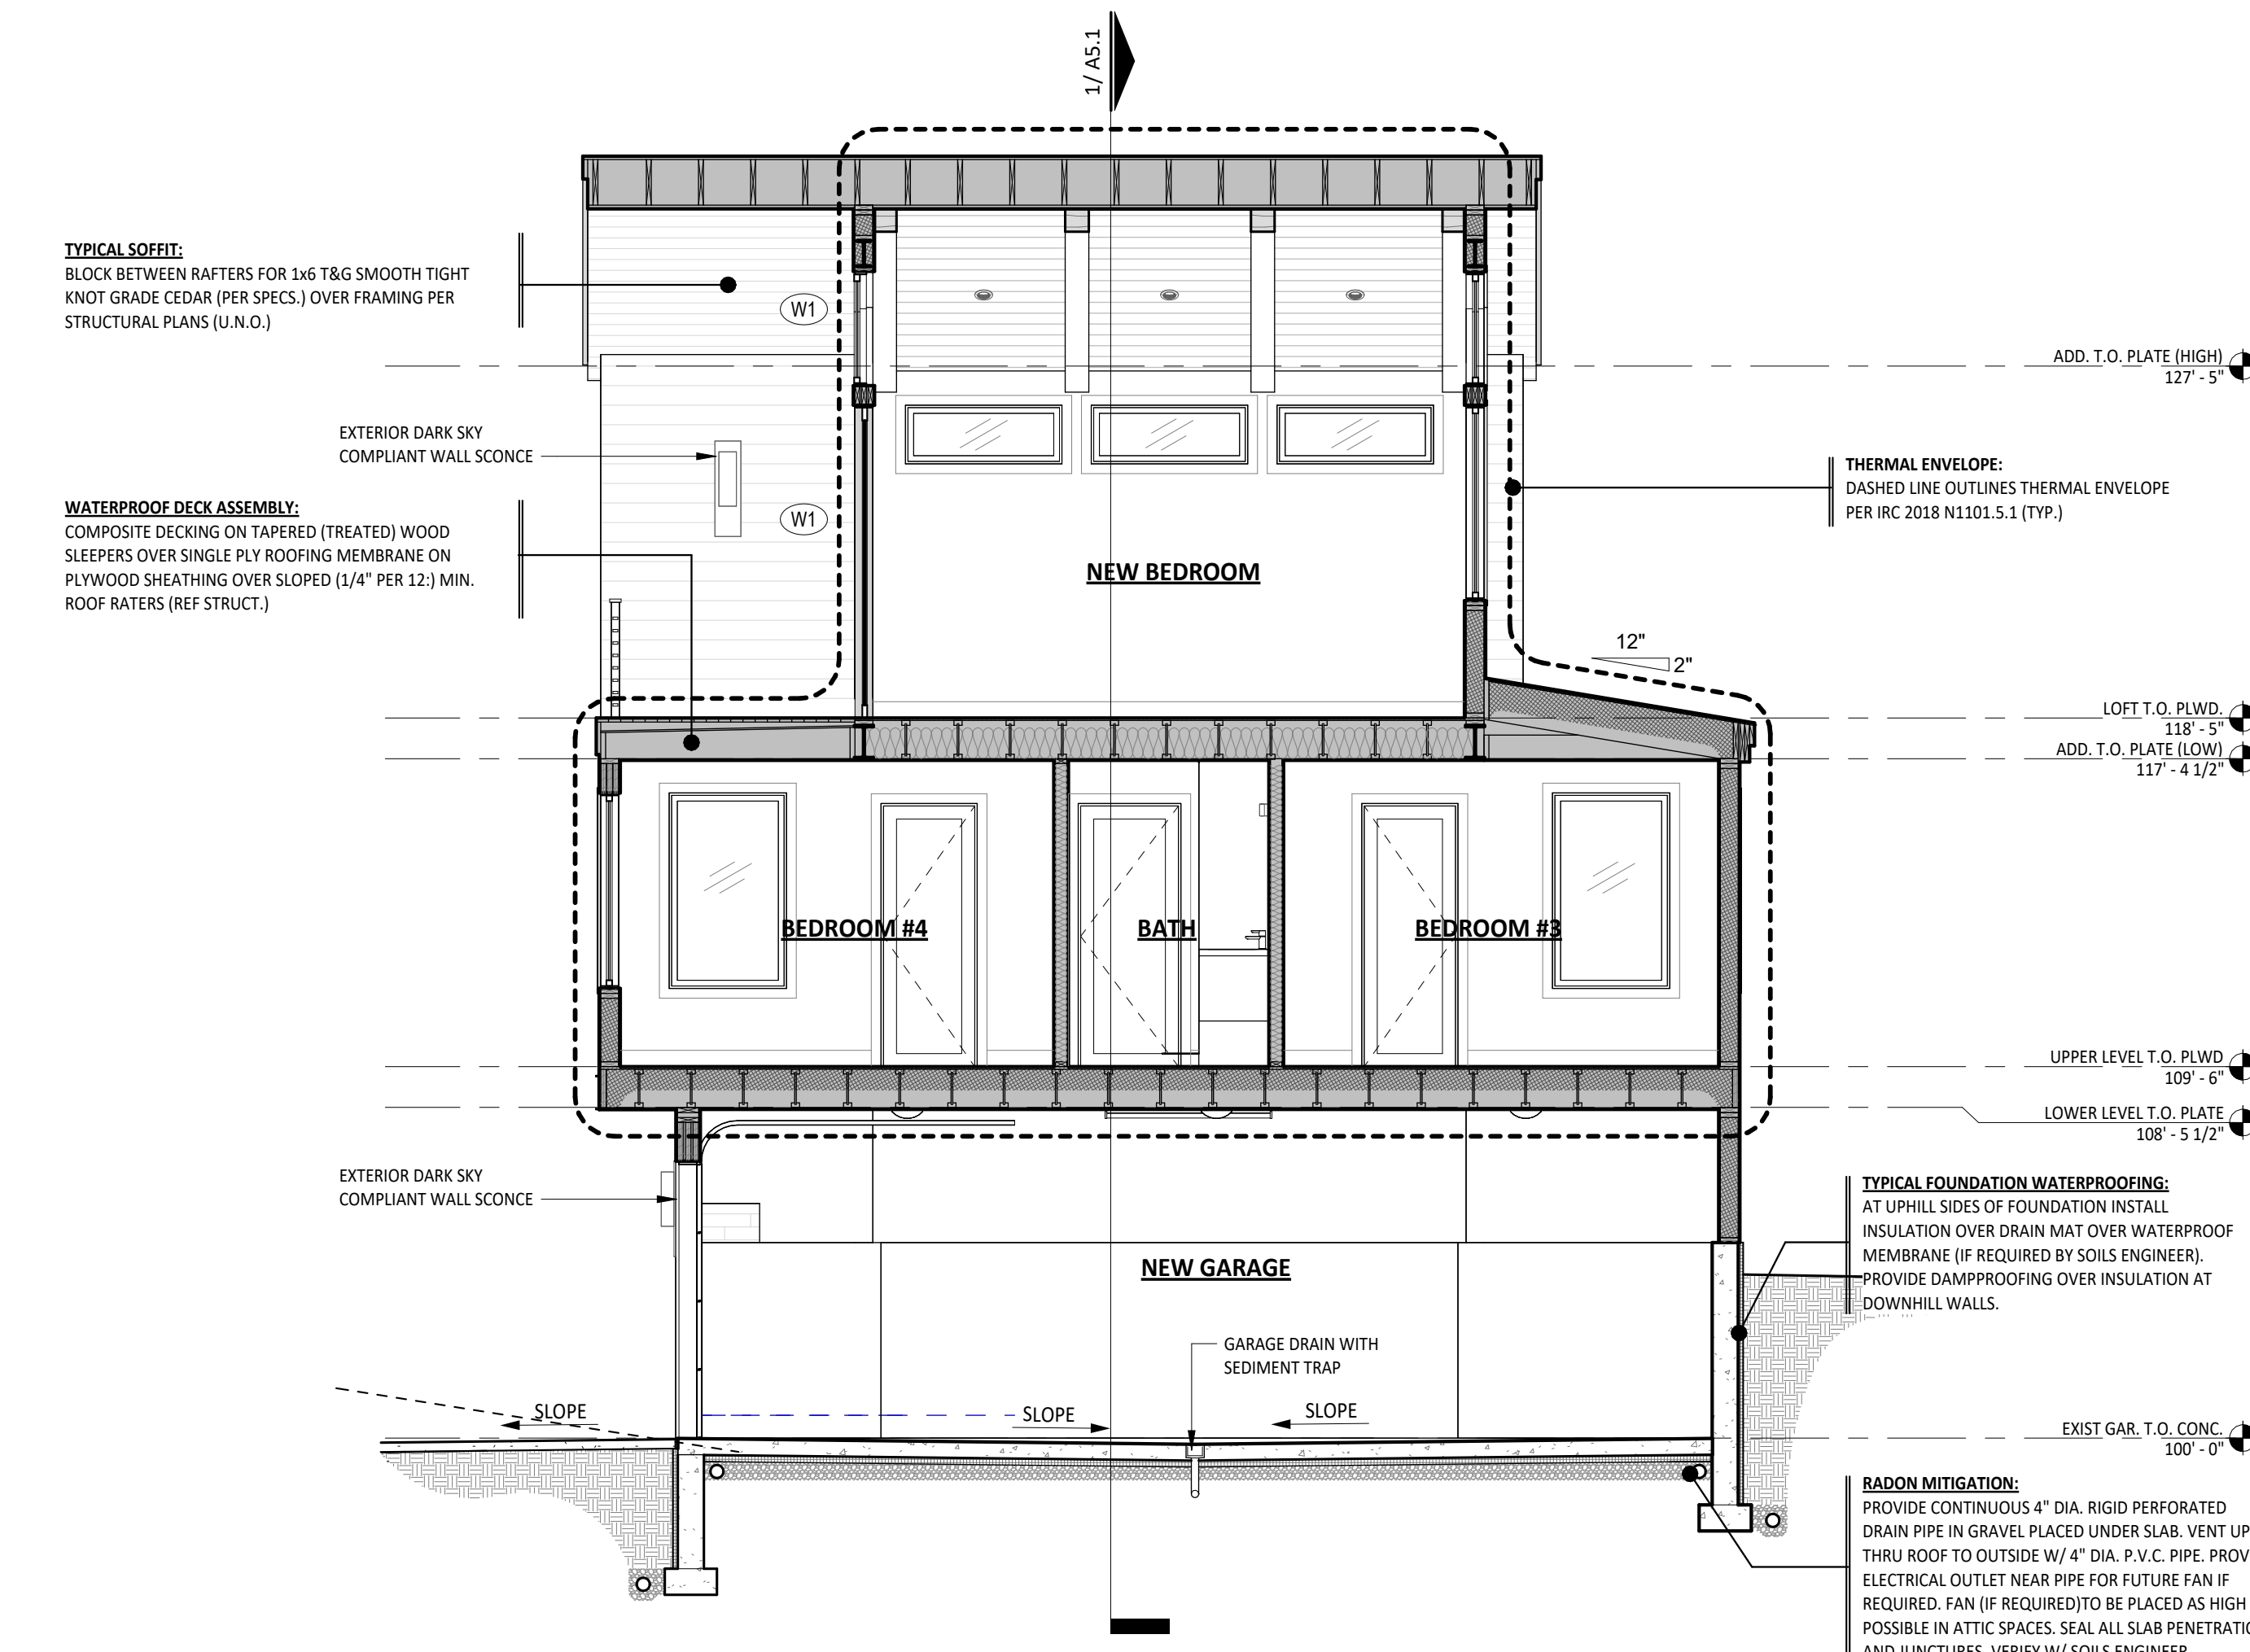 1/ A5.1
TYPICAL SOFFIT:
BLOCK BETWEEN RAFTERS FOR 1x6 T&G SMOOTH TIGHT
KNOT GRADE CEDAR (PER SPECS.) OVER FRAMING PER
STRUCTURAL PLANS (U.N.O.)
W1
ADD. T.O. PLATE (HIGH)
127' - 5"
EXTERIOR DARK SKY
COMPLIANT WALL SCONCE
THERMAL ENVELOPE:
DASHED LINE OUTLINES THERMAL ENVELOPE
PER IRC 2018 N1101.5.1 (TYP.)
WATERPROOF DECK ASSEMBLY:
COMPOSITE DECKING ON TAPERED (TREATED) WOOD
SLEEPERS OVER SINGLE PLY ROOFING MEMBRANE ON
PLYWOOD SHEATHING OVER SLOPED (1/4" PER 12:) MIN.
ROOF RATERS (REF STRUCT.)
W1
NEW BEDROOM
12"
2"
LOFT T.O. PLWD.
118' - 5"
ADD. T.O. PLATE (LOW)
117' - 4 1/2"
BEDROOM #4
BATH
BEDROOM #3
UPPER LEVEL T.O. PLWD
109' - 6"
LOWER LEVEL T.O. PLATE
108' - 5 1/2"
EXTERIOR DARK SKY
COMPLIANT WALL SCONCE
TYPICAL FOUNDATION WATERPROOFING:
AT UPHILL SIDES OF FOUNDATION INSTALL
INSULATION OVER DRAIN MAT OVER WATERPROOF
MEMBRANE (IF REQUIRED BY SOILS ENGINEER).
PROVIDE DAMPPROOFING OVER INSULATION AT
DOWNHILL WALLS.
NEW GARAGE
GARAGE DRAIN WITH
SEDIMENT TRAP
SLOPE
SLOPE
SLOPE
EXIST GAR. T.O. CONC.
100' - 0"
RADON MITIGATION:
PROVIDE CONTINUOUS 4" DIA. RIGID PERFORATED
DRAIN PIPE IN GRAVEL PLACED UNDER SLAB. VENT UP
THRU ROOF TO OUTSIDE W/ 4" DIA. P.V.C. PIPE. PROV
ELECTRICAL OUTLET NEAR PIPE FOR FUTURE FAN IF
REQUIRED. FAN (IF REQUIRED)TO BE PLACED AS HIGH
POSSIBLE IN ATTIC SPACES. SEAL ALL SLAB PENETRATIO
AND JUNCTURES. VERIFY W/ SOILS ENGINEER